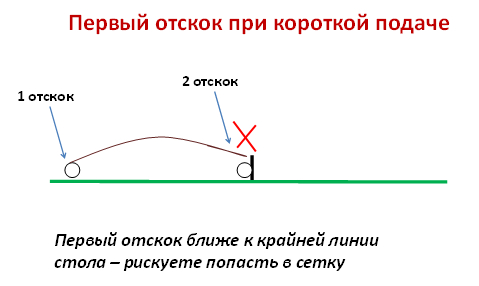 Первый отскок при короткой подаче
2 отскок
1 отскок
Первый отскок ближе к крайней линии
стола – рискуете попасть в сетку